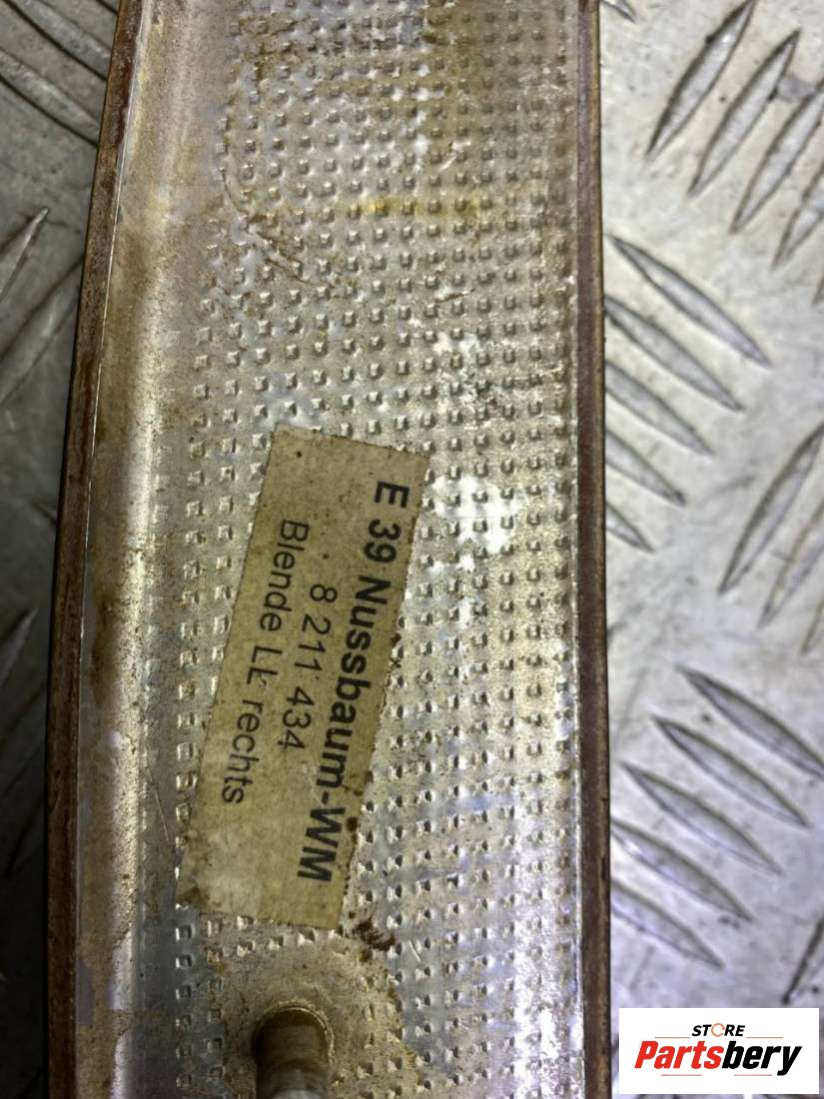 E 39 Nussbaum-WM
8 211 434
Blende LL rechts
STORE
Partsbery